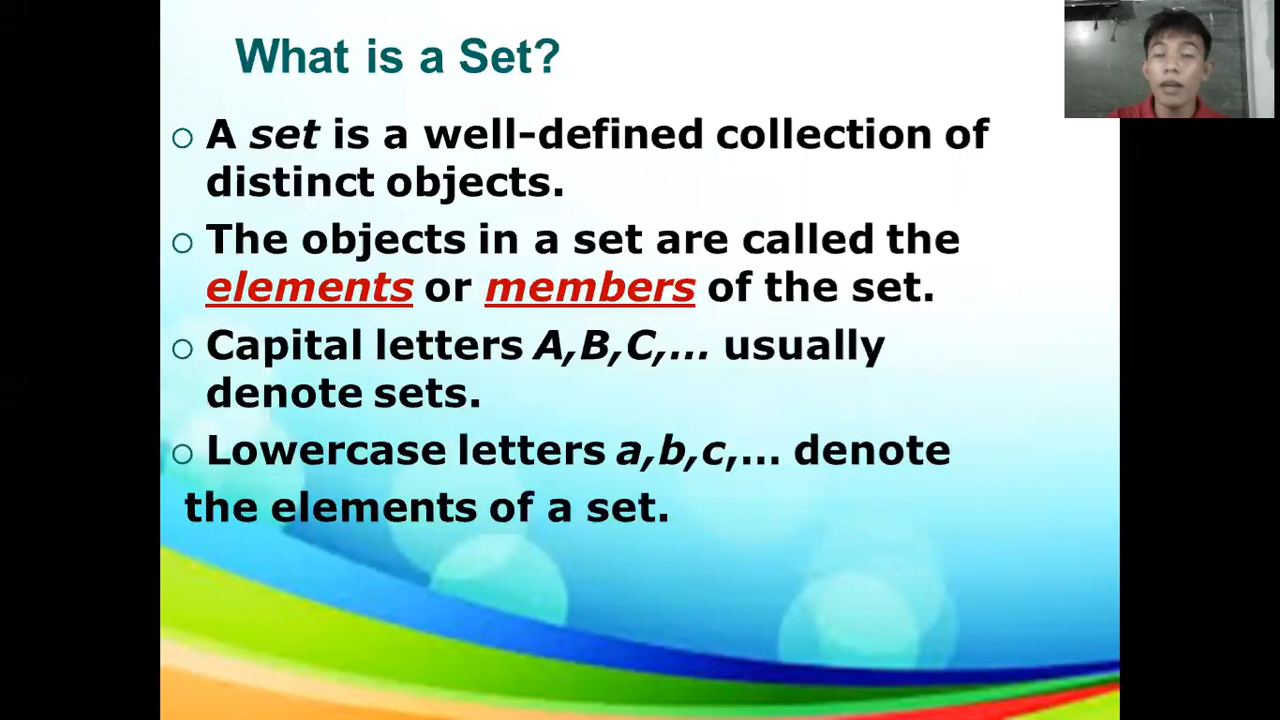 What is a Set?
A set is a well-defined collection of
distinct objects.
The objects in a set are called the
elements or members of the set.
Capital letters A,B,C,... usually
denote sets.
Lowercase letters a,b,c,... denote
the elements of a set.